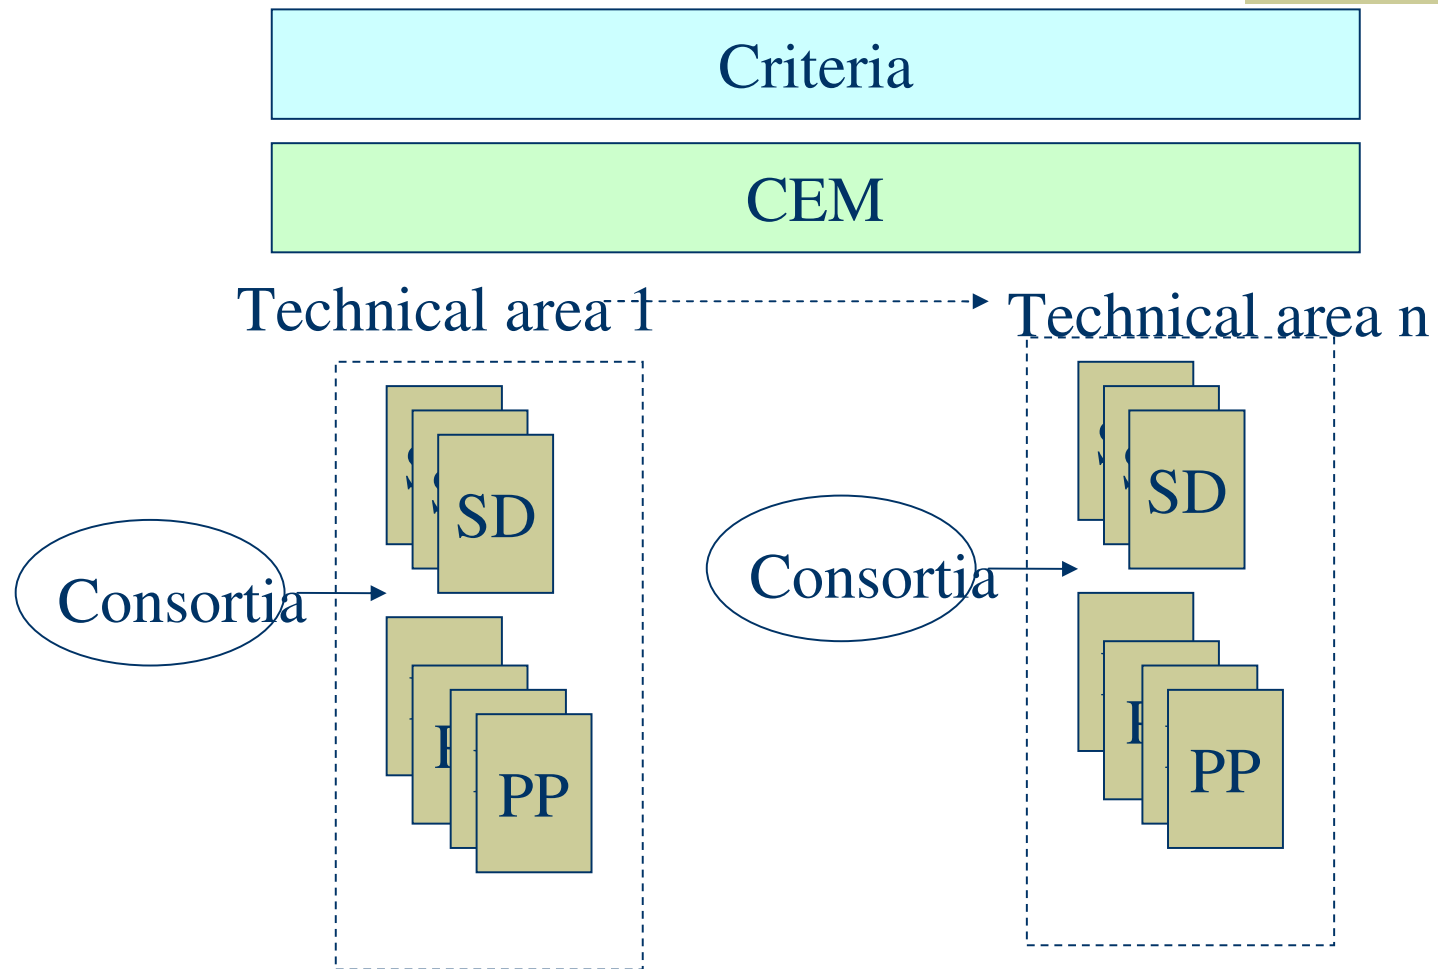 Criteria
CEM
Technical area 1
Technical area n
SD
SD
Consortia
Consortia
PP
PP